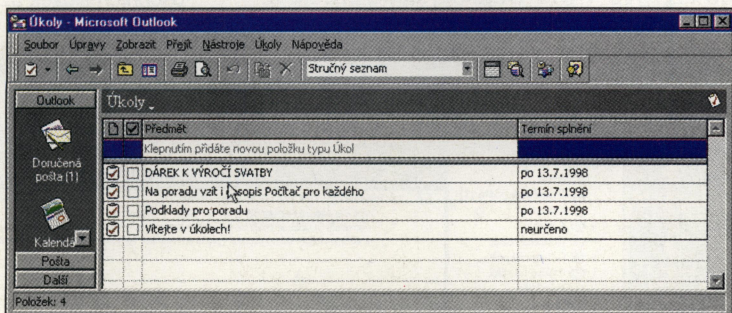 Úkoly - Microsoft Outlook
Soubor Úpravy Zobrazit Přejít Nástroje Úkoly Nápověda
Stručný seznam
Outlook
Úkoly
Předmět Termín splnění
Klepnutím přidáte novou položku typu Úkol
Doručená
pošta (1)
DÁREK K VÝROČÍ SVATBY po 13.7.1998
Na poradu vzít i časopis Počítač pro každého po 13.7.1998
Podklady pro poradu po 13.7.1998
Vítejte v úkolech! neurčeno
Kalendá
Pošta
Další
Položek: 4